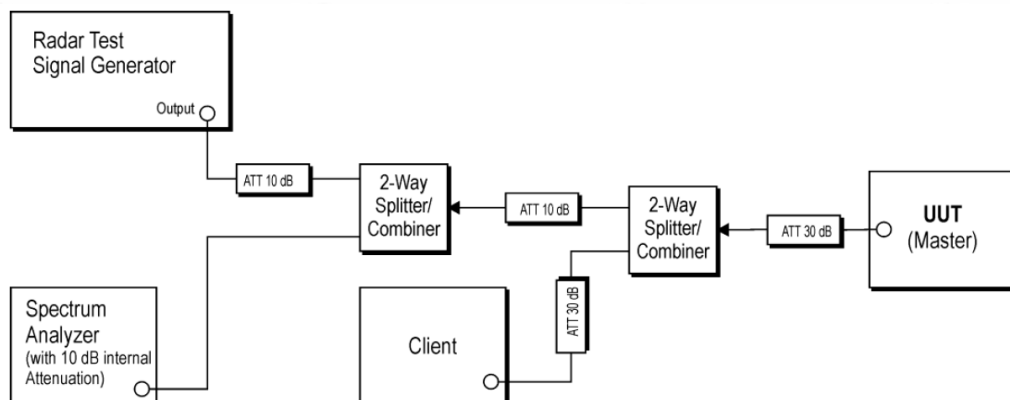 Radar Test
Signal Generator
Output
ATT 10 dB
2-Way
Splitter/
Combiner
ATT 10 dB
2-Way
Splitter/
Combiner
ATT 30 dB
UUT
(Master)
Spectrum
Analyzer
(with 10 dB internal
Attenuation)
Client
ATT 30 dB